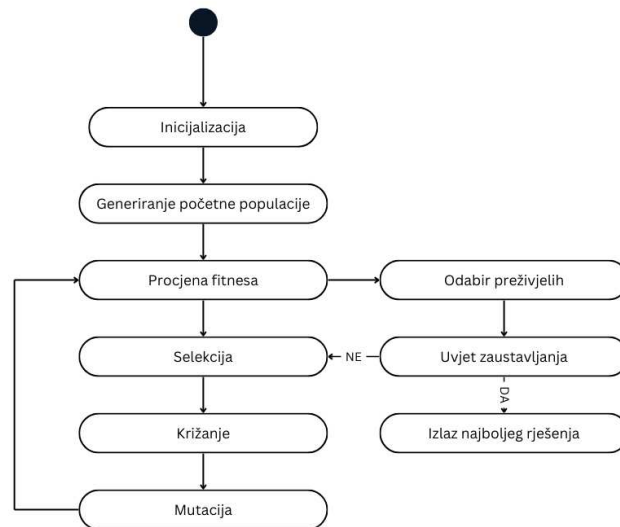 Inicijalizacija
Generiranje početne populacije
Procjena fitnesa
Odabir preživjelih
Selekcija
NE
Uvjet zaustavljanja
DA
Križanje
Izlaz najboljeg rješenja
Mutacija